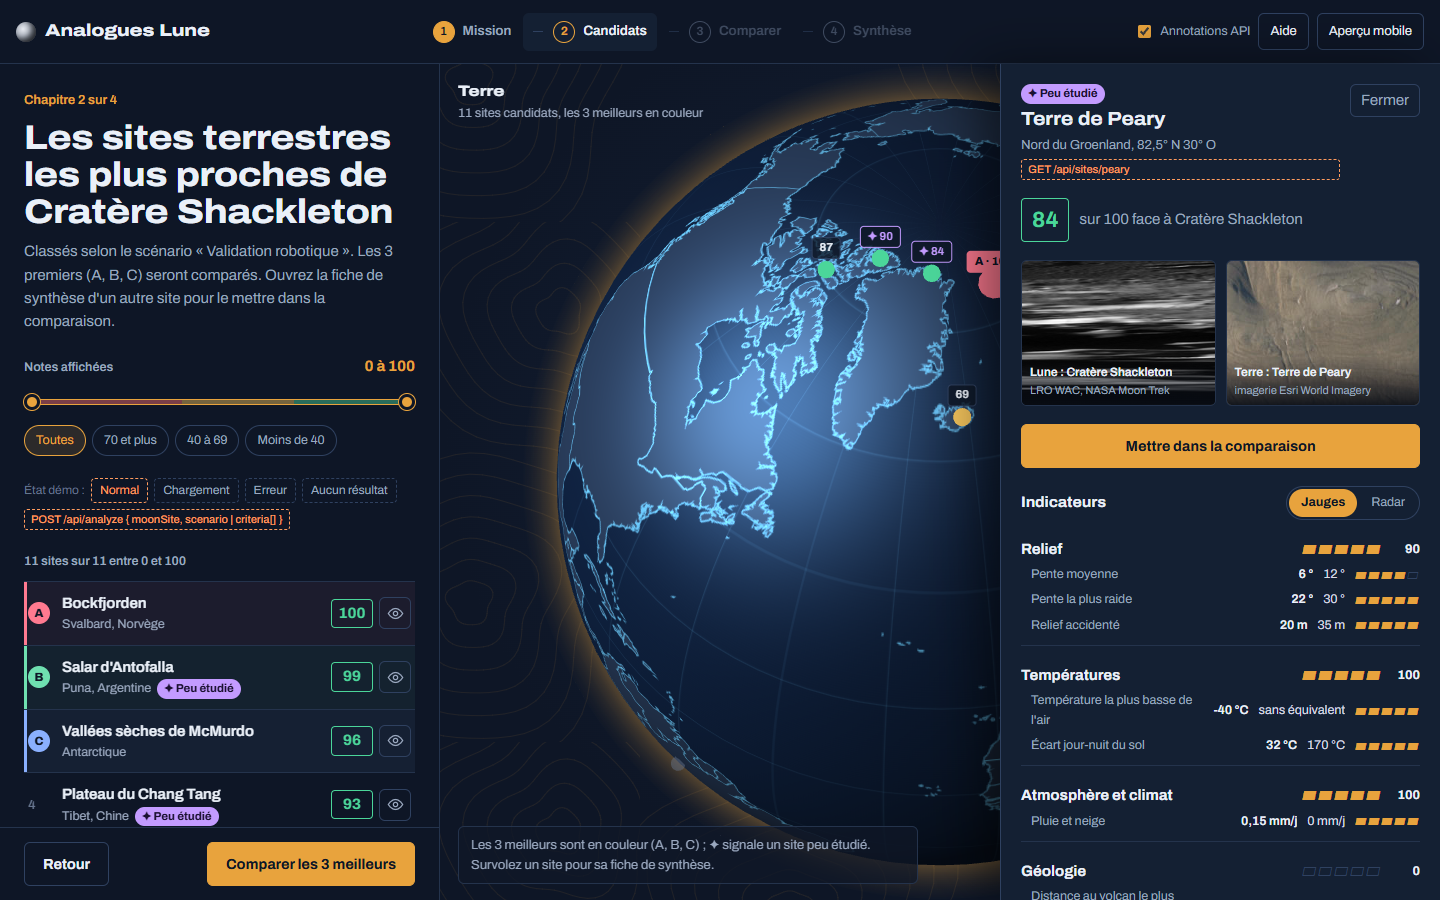 Analogues Lune
1 Mission
2 Candidats
3 Comparer
4 Synthèse
Annotations API
Aide
Aperçu mobile
Chapitre 2 sur 4
Les sites terrestres
les plus proches de
Cratère Shackleton
Classés selon le scénario « Validation robotique ». Les 3
premiers (A, B, C) seront comparés. Ouvrez la fiche de
synthèse d'un autre site pour le mettre dans la
comparaison.
Notes affichées
0 à 100
Toutes
70 et plus
40 à 69
Moins de 40
État démo :
Normal
Chargement
Erreur
Aucun résultat
POST /api/analyze { moonSite, scenario | criteria[] }
11 sites sur 11 entre 0 et 100
A
Bockfjorden
Svalbard, Norvège
100
B
Salar d'Antofalla
Puna, Argentine
✦ Peu étudié
99
C
Vallées sèches de McMurdo
Antarctique
96
4
Plateau du Chang Tang
Tibet, Chine
✦ Peu étudié
93
Retour
Comparer les 3 meilleurs
Terre
11 sites candidats, les 3 meilleurs en couleur
87
✦ 90
✦ 84
A · 1
69
Les 3 meilleurs sont en couleur (A, B, C) ; ✦ signale un site peu étudié.
Survolez un site pour sa fiche de synthèse.
✦ Peu étudié
Terre de Peary
Fermer
Nord du Groenland, 82,5° N 30° O
GET /api/sites/peary
84
sur 100 face à Cratère Shackleton
Lune : Cratère Shackleton
LRO WAC, NASA Moon Trek
Terre : Terre de Peary
imagerie Esri World Imagery
Mettre dans la comparaison
Indicateurs
Jauges
Radar
Relief
90
Pente moyenne
6 ° 12 °
Pente la plus raide
22 ° 30 °
Relief accidenté
20 m 35 m
Températures
100
Température la plus basse de
l'air
-40 °C sans équivalent
Écart jour-nuit du sol
32 °C 170 °C
Atmosphère et climat
100
Pluie et neige
0,15 mm/j 0 mm/j
Géologie
0
Distance au volcan le plus